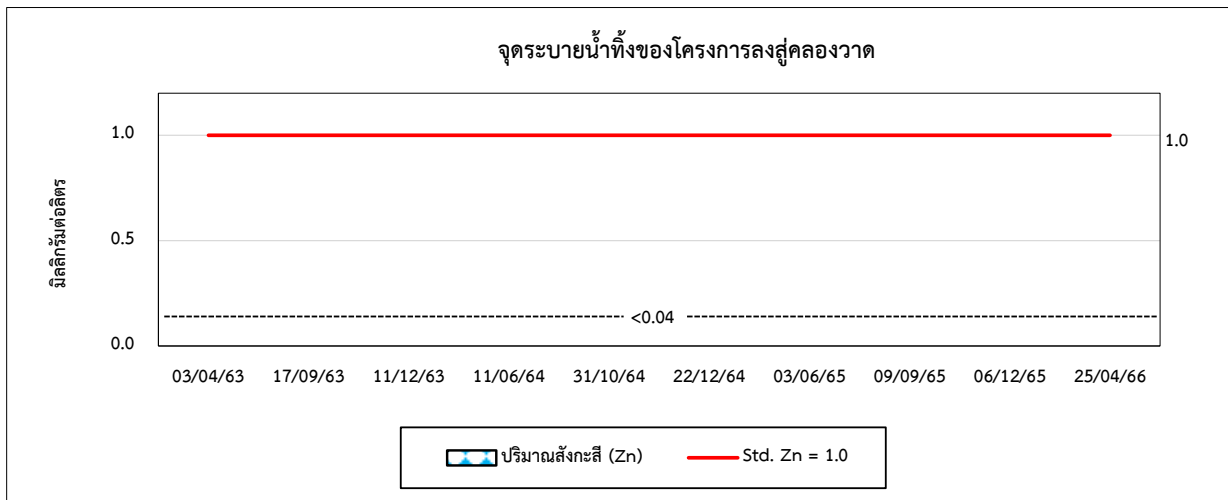 จุดระบายน้ำทิ้งของโครงการลงสู่คลองวาด
มิลลิกรัมต่อลิตร
1.0
1.0
0.5
<0.04
0.0
03/04/63 17/09/63 11/12/63 11/06/64 31/10/64 22/12/64 03/06/65 09/09/65 06/12/65 25/04/66
ปริมาณสังกะสี (Zn) Std. Zn = 1.0